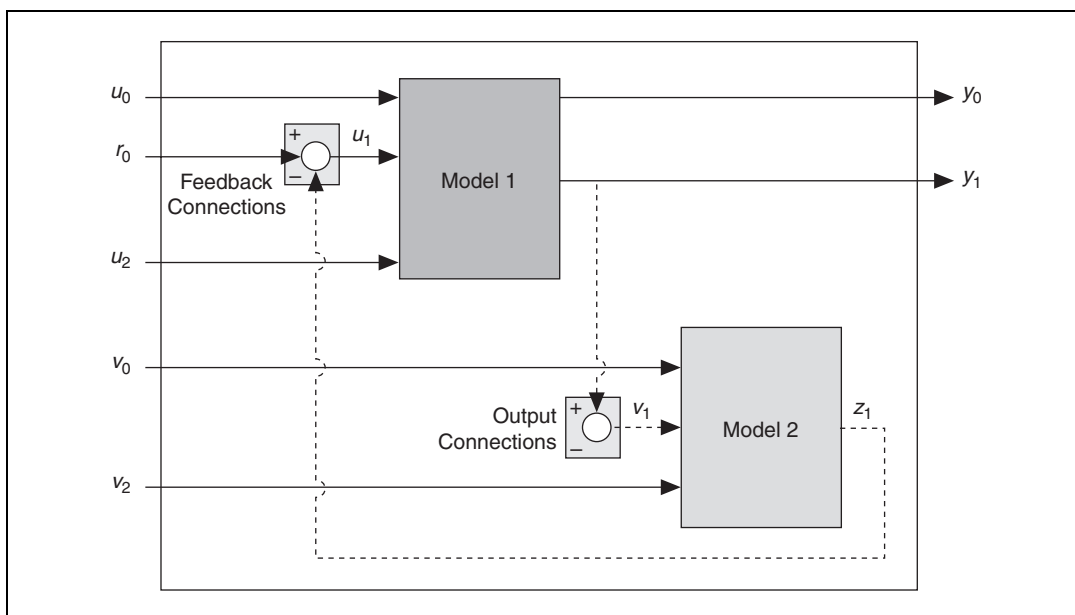 u0
y0
+
u1
r0
−
Model 1
y1
Feedback
Connections
u2
v0
+
v1
z1
Output
Connections
−
Model 2
v2